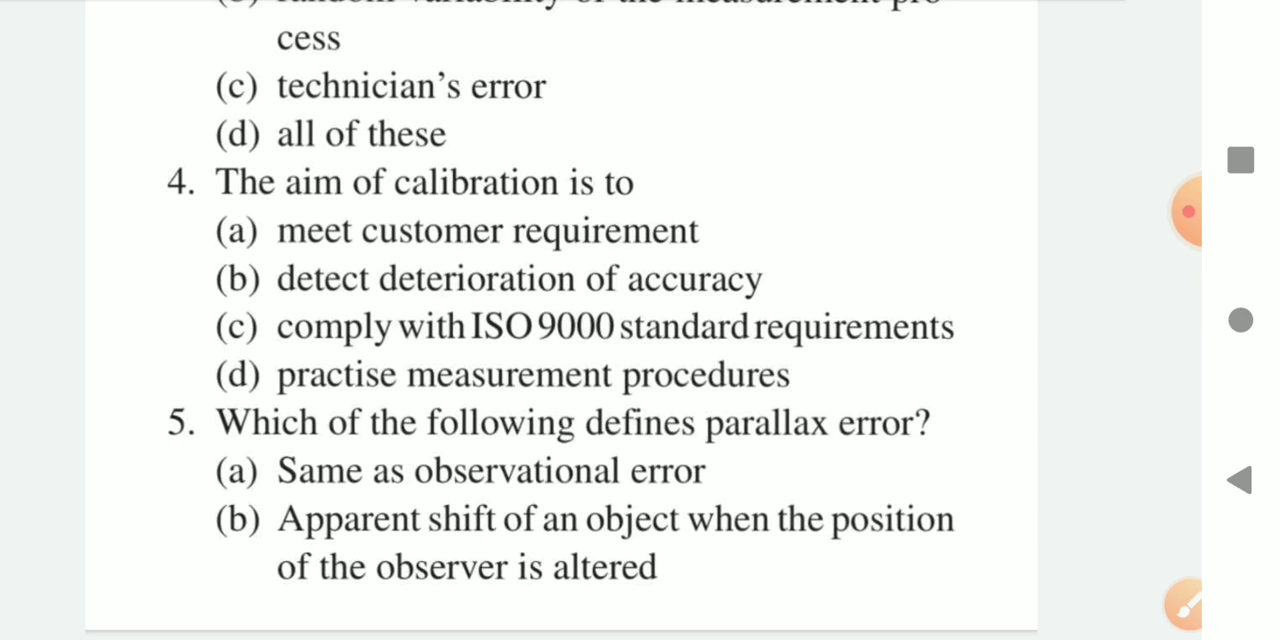 cess
(c) technician's error
(d) all of these
4. The aim of calibration is to
(a) meet customer requirement
(b) detect deterioration of accuracy
(c) comply with ISO 9000 standard requirements
(d) practise measurement procedures
5. Which of the following defines parallax error?
(a) Same as observational error
(b) Apparent shift of an object when the position
of the observer is altered